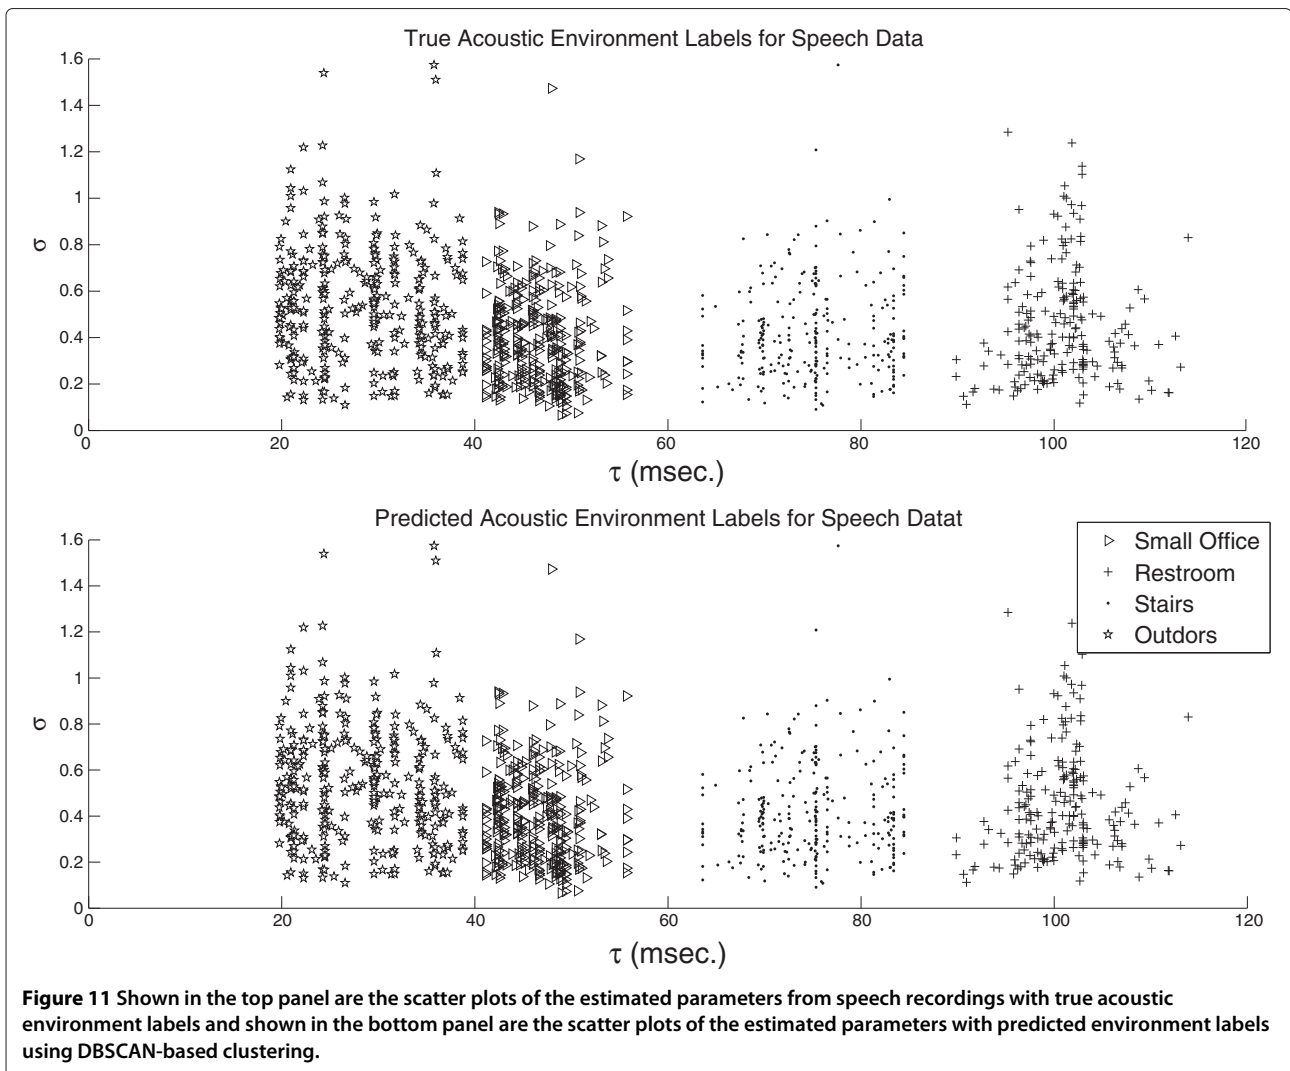 True Acoustic Environment Labels for Speech Data
1.6
1.4
1.2
1
0.8
0.6
0.4
0.2
0
σ
0 20 40 60 80 100 120
τ (msec.)
Predicted Acoustic Environment Labels for Speech Datat
1.6
1.4
1.2
1
0.8
0.6
0.4
0.2
0
σ
Small Office
Restroom
Stairs
Outdors
0 20 40 60 80 100 120
τ (msec.)
Figure 11 Shown in the top panel are the scatter plots of the estimated parameters from speech recordings with true acoustic
environment labels and shown in the bottom panel are the scatter plots of the estimated parameters with predicted environment labels
using DBSCAN-based clustering.